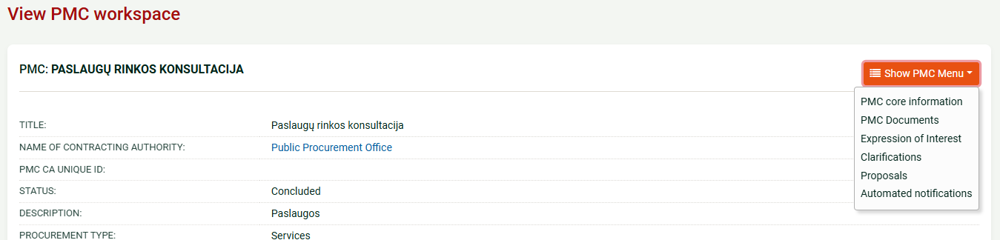 View PMC workspace
PMC: PASLAUGŲ RINKOS KONSULTACIJA
Show PMC Menu
PMC core information
PMC Documents
Expression of Interest
Clarifications
Proposals
Automated notifications
TITLE: Paslaugų rinkos konsultacija
NAME OF CONTRACTING AUTHORITY: Public Procurement Office
PMC CA UNIQUE ID:
STATUS: Concluded
DESCRIPTION: Paslaugos
PROCUREMENT TYPE: Services